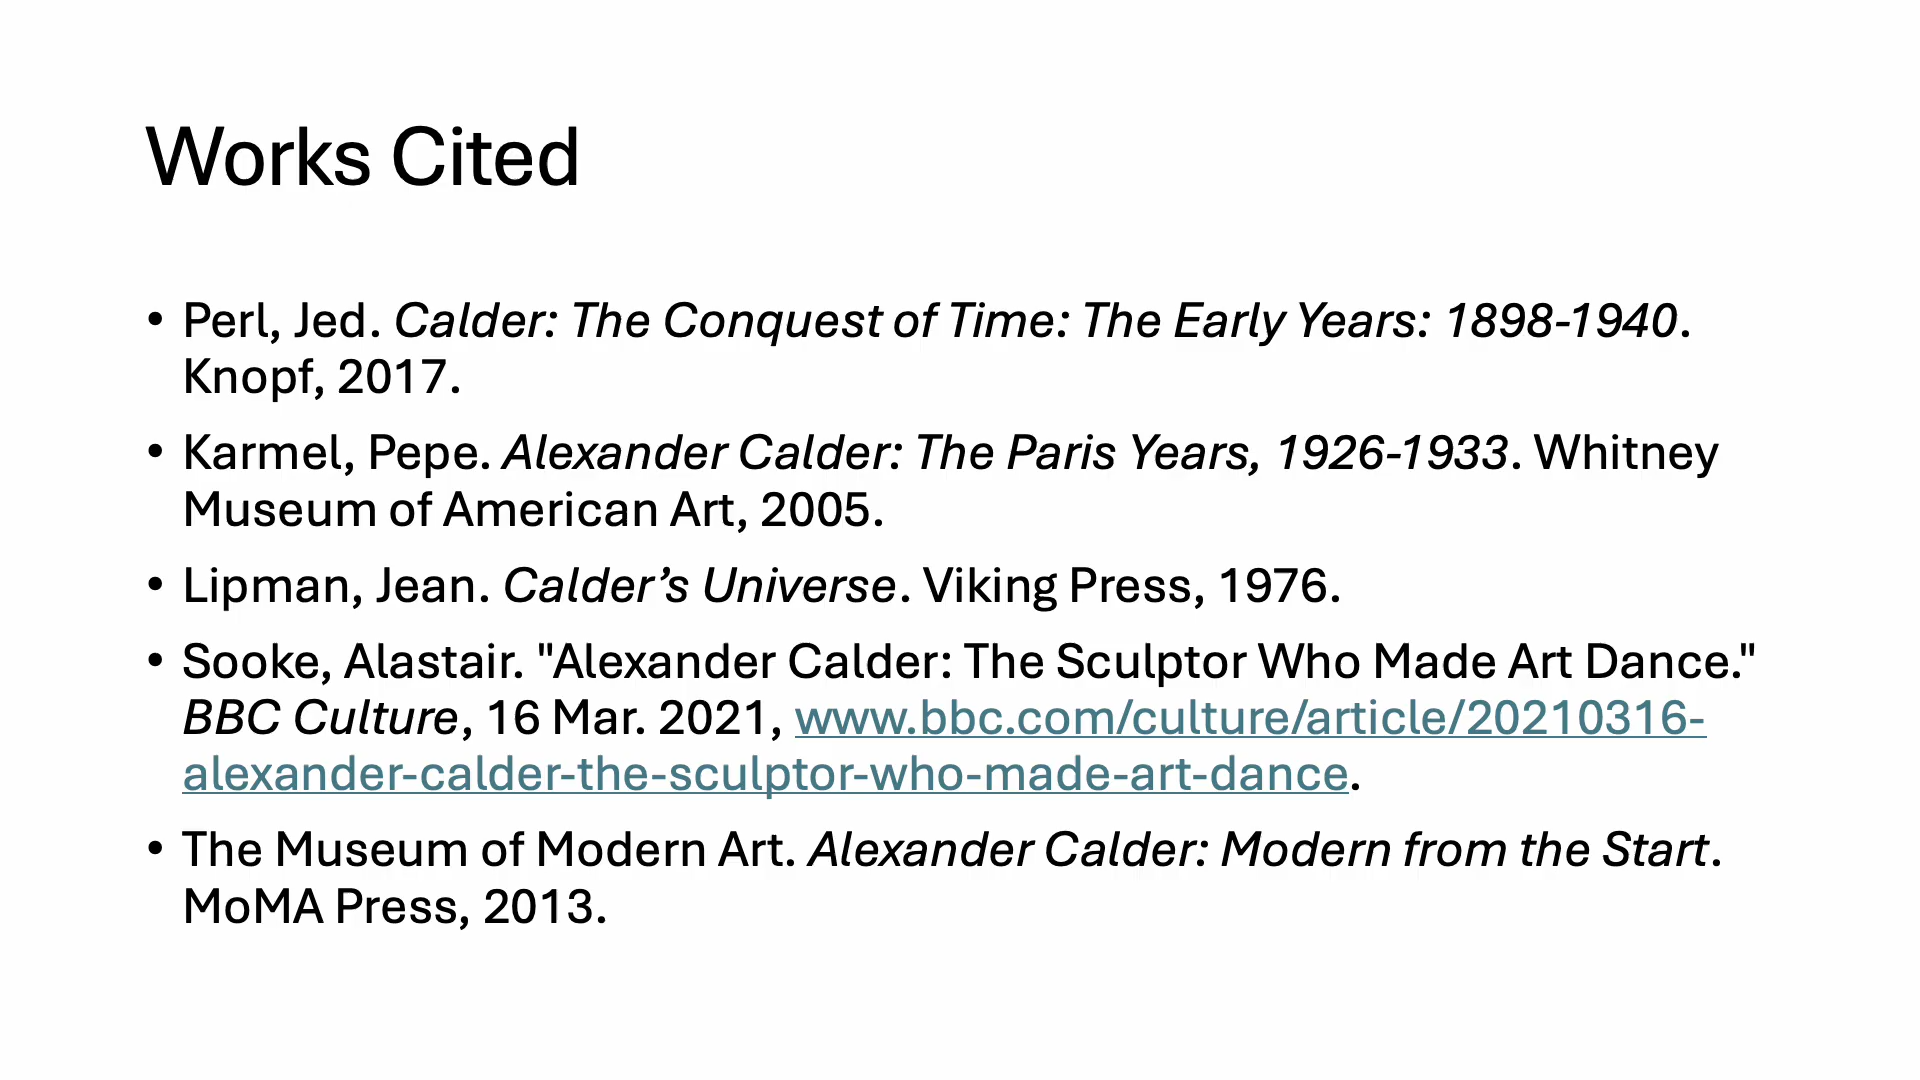 Works Cited
• Perl, Jed. Calder: The Conquest of Time: The Early Years: 1898-1940.
Knopf, 2017.
• Karmel, Pepe. Alexander Calder: The Paris Years, 1926-1933. Whitney
Museum of American Art, 2005.
• Lipman, Jean. Calder’s Universe. Viking Press, 1976.
• Sooke, Alastair. "Alexander Calder: The Sculptor Who Made Art Dance."
BBC Culture, 16 Mar. 2021, www.bbc.com/culture/article/20210316-
alexander-calder-the-sculptor-who-made-art-dance.
• The Museum of Modern Art. Alexander Calder: Modern from the Start.
MoMA Press, 2013.